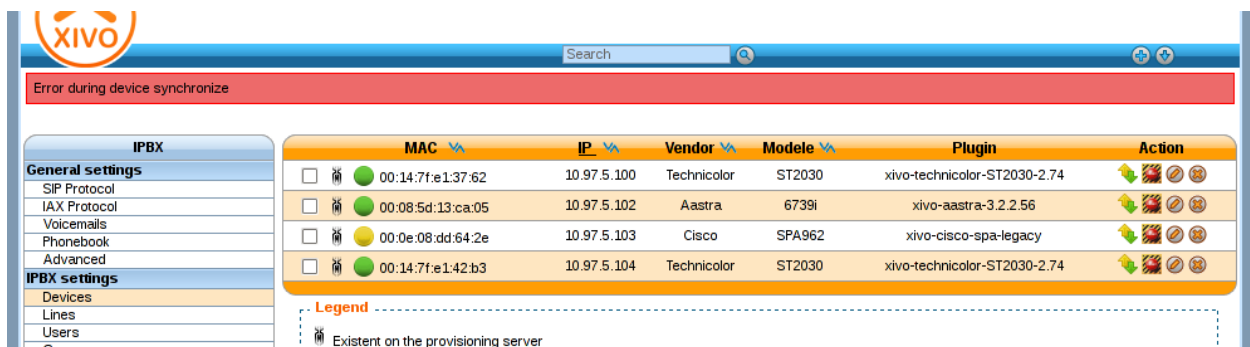 XIVO
Search
Error during device synchronize
IPBX
General settings
SIP Protocol
IAX Protocol
Voicemails
Phonebook
Advanced
IPBX settings
Devices
Lines
Users
MAC IP Vendor Modele Plugin Action
00:14:7f:e1:37:62 10.97.5.100 Technicolor ST2030 xivo-technicolor-ST2030-2.74
00:08:5d:13:ca:05 10.97.5.102 Aastra 6739i xivo-aastra-3.2.2.56
00:0e:08:dd:64:2e 10.97.5.103 Cisco SPA962 xivo-cisco-spa-legacy
00:14:7f:e1:42:b3 10.97.5.104 Technicolor ST2030 xivo-technicolor-ST2030-2.74
Legend
Existent on the provisioning server